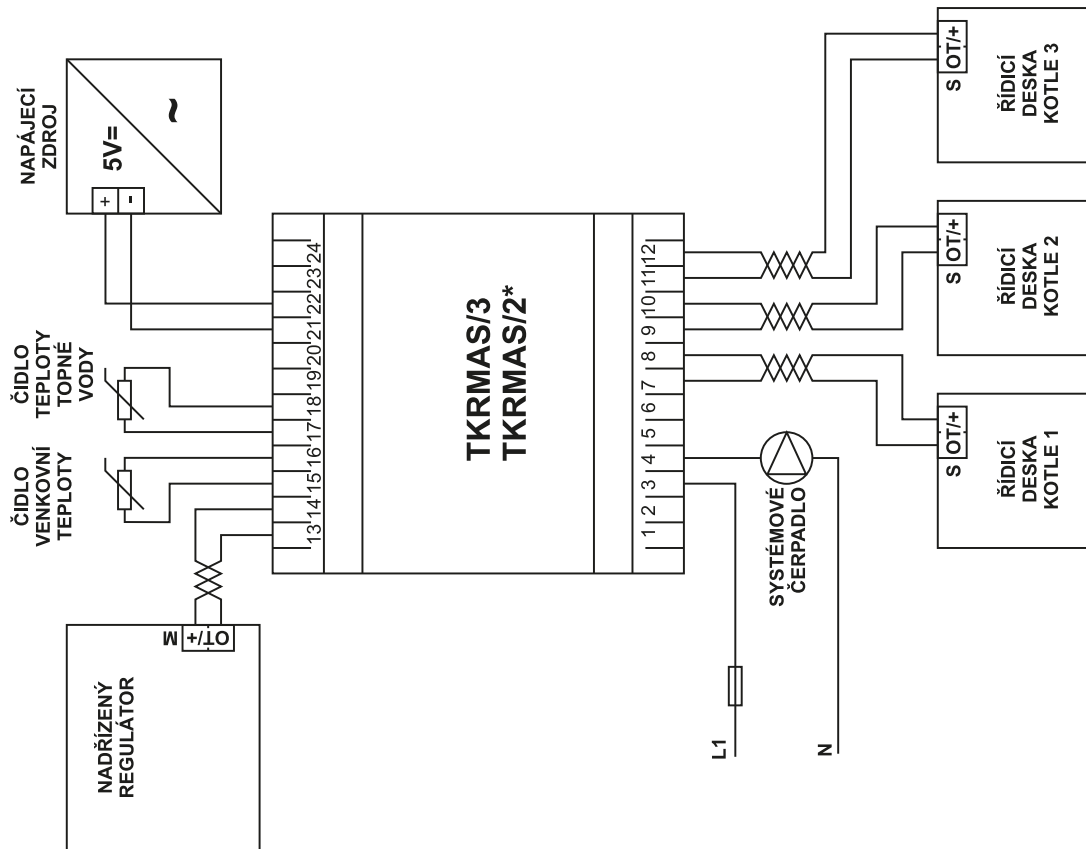 NAPÁJECÍ
ZDROJ
5V=
~
+
-
ČIDLO
TEPLOTY
TOPNÉ
VODY
ČIDLO
VENKOVNÍ
TEPLOTY
NADŘÍZENÝ
REGULÁTOR
M
OT/+
13
14
15
16
17
18
19
20
21
22
23
24
TKRMAS/3
TKRMAS/2*
1
2
3
4
5
6
7
8
9
10
11
12
SYSTÉMOVÉ
ČERPADLO
L1
N
S
OT/+
ŘÍDICÍ
DESKA
KOTLE 1
S
OT/+
ŘÍDICÍ
DESKA
KOTLE 2
S
OT/+
ŘÍDICÍ
DESKA
KOTLE 3